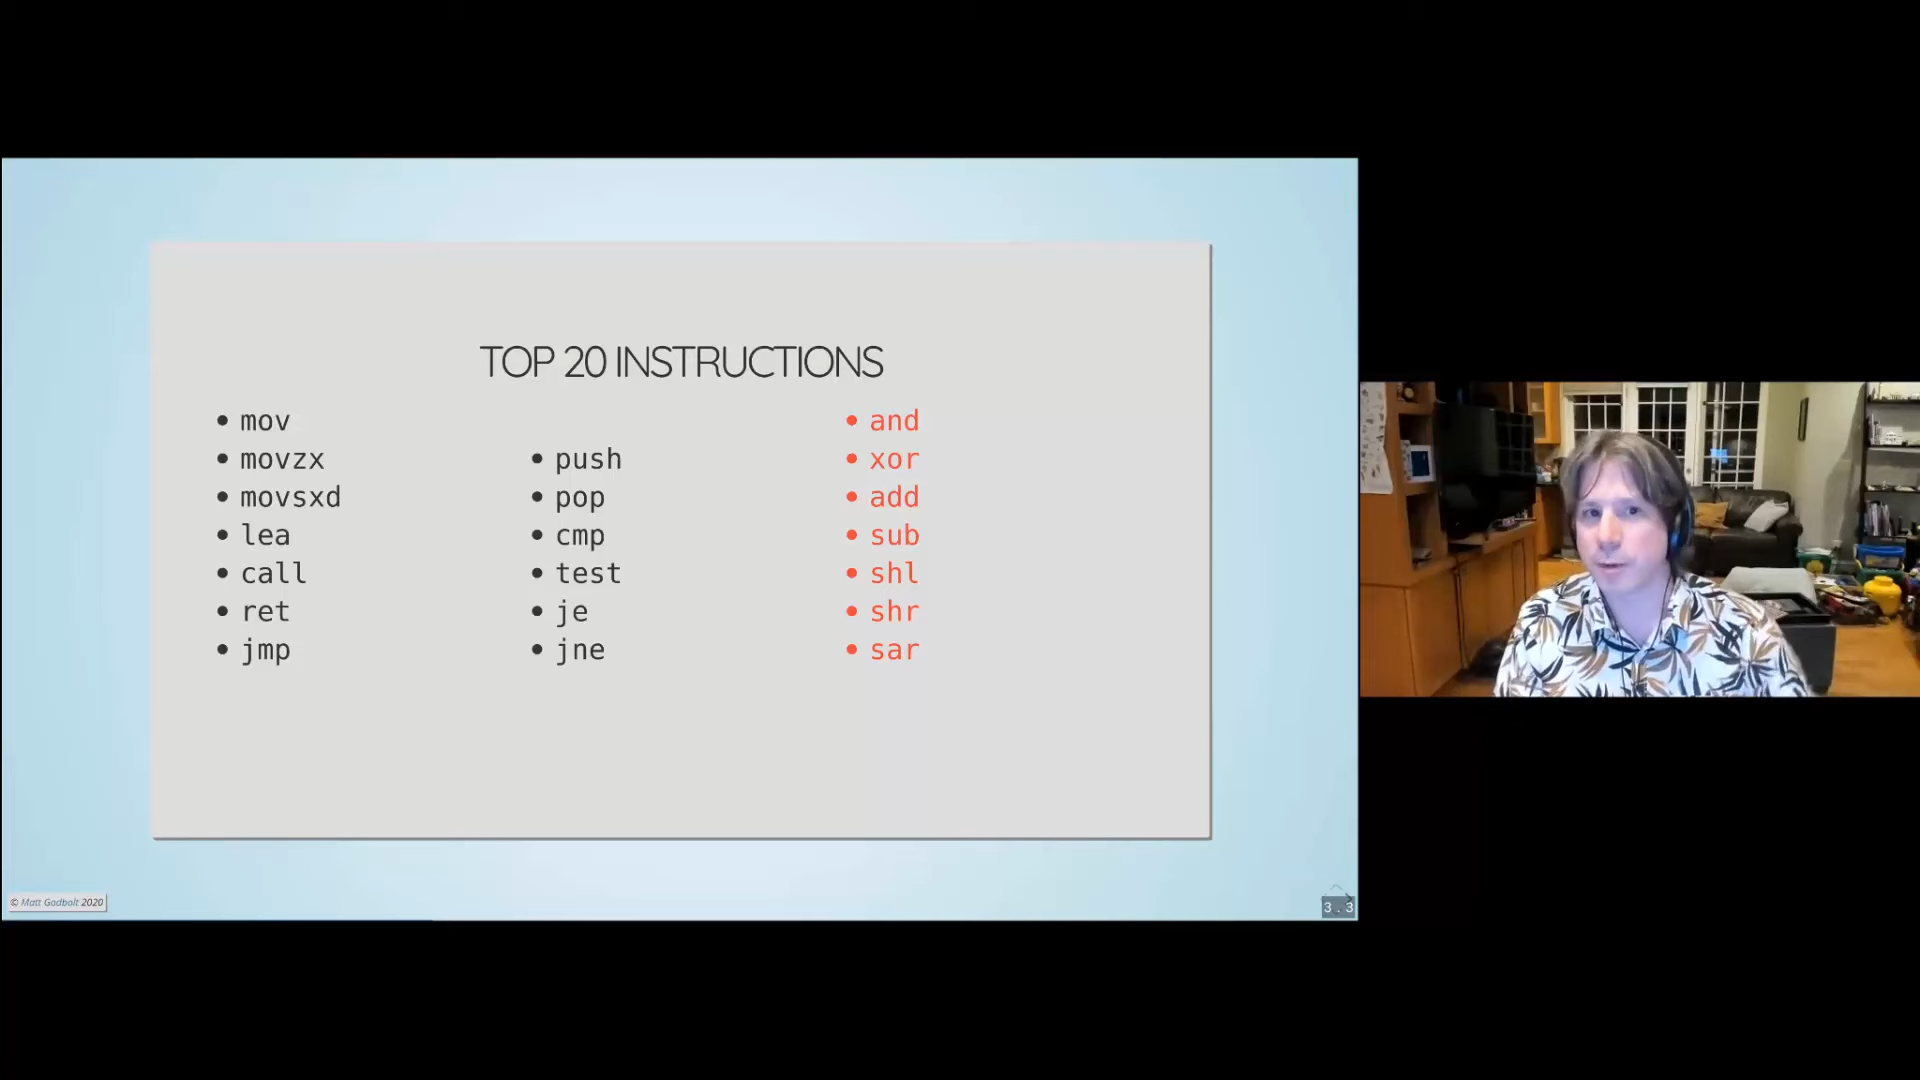 TOP 20 INSTRUCTIONS
mov
movzx
movsxd
lea
call
ret
jmp
push
pop
cmp
test
je
jne
and
xor
add
sub
shl
shr
sar
© Matt Godbolt 2020
3 . 3